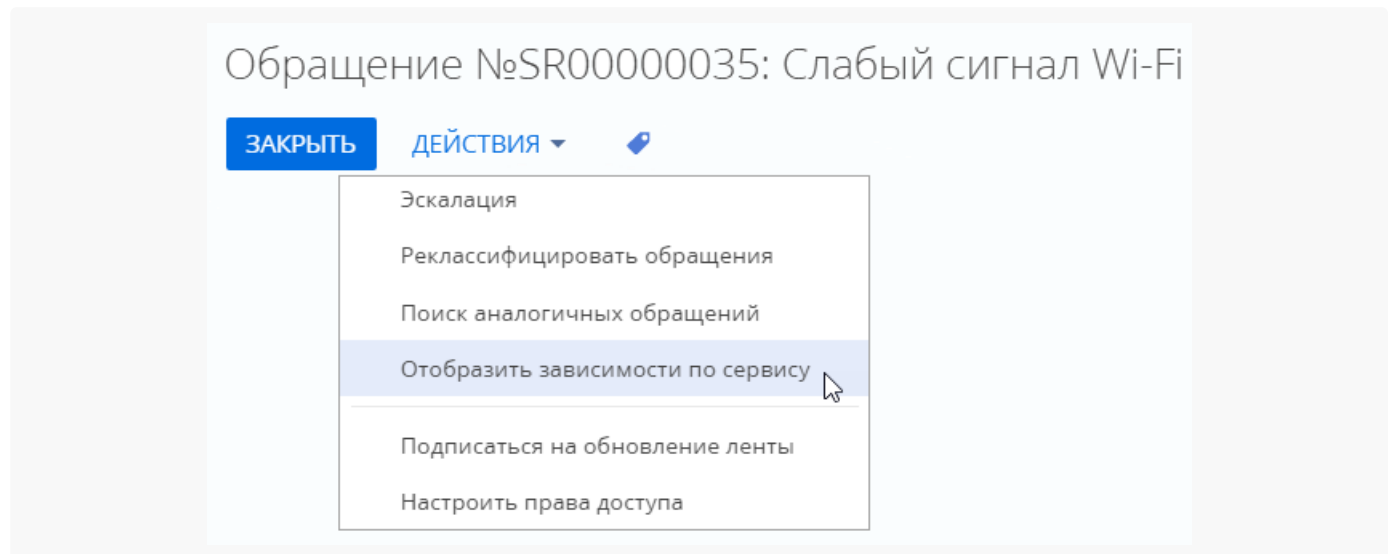 Обращение №SR00000035: Слабый сигнал Wi-Fi
ЗАКРЫТЬ ДЕЙСТВИЯ
Эскалация
Реклассифицировать обращения
Поиск аналогичных обращений
Отобразить зависимости по сервису
Подписаться на обновление ленты
Настроить права доступа